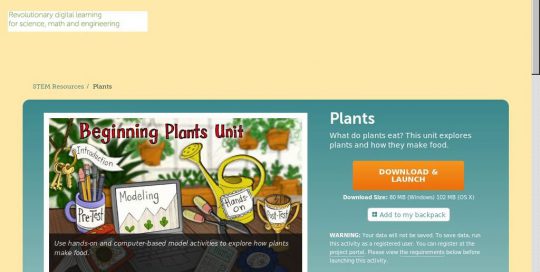 Revolutionary digital learning
for science, math and engineering
STEM Resources / Plants
Beginning Plants Unit
Introduction
Pre-Test
Modeling
Hands-on
Post-Test
Use hands-on and computer-based model activities to explore how plants
make food.
Plants
What do plants eat? This unit explores
plants and how they make food.
DOWNLOAD &
LAUNCH
Download Size: 80 MB (Windows) 102 MB (OS X)
Add to my backpack
WARNING: Your data will not be saved. To save data, run
this activity as a registered user. You can register at the
project portal. Please view the requirements below before
launching this activity.